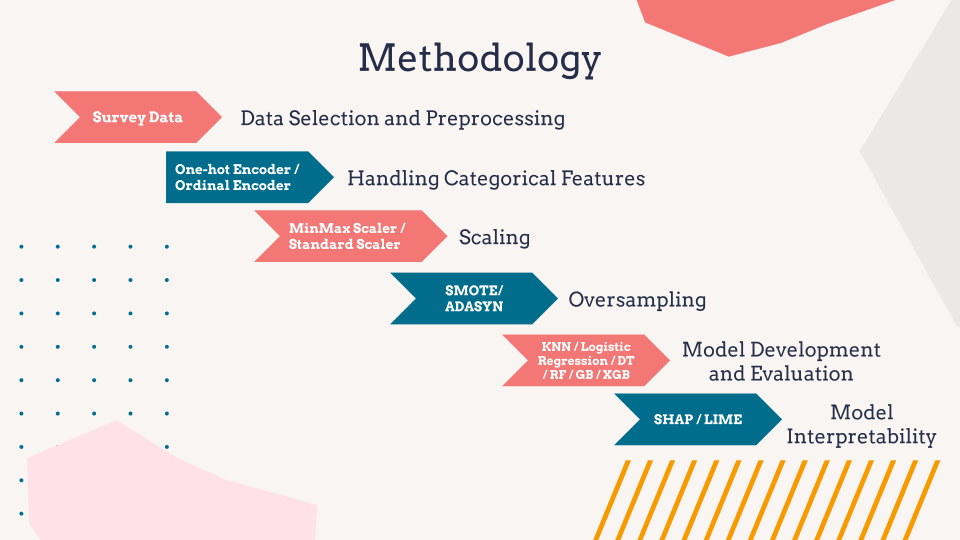 Methodology
Survey Data
Data Selection and Preprocessing
One-hot Encoder /
Ordinal Encoder
Handling Categorical Features
MinMax Scaler /
Standard Scaler
Scaling
SMOTE/
ADASYN
Oversampling
KNN / Logistic
Regression / DT
/ RF / GB / XGB
Model Development
and Evaluation
SHAP / LIME
Model
Interpretability